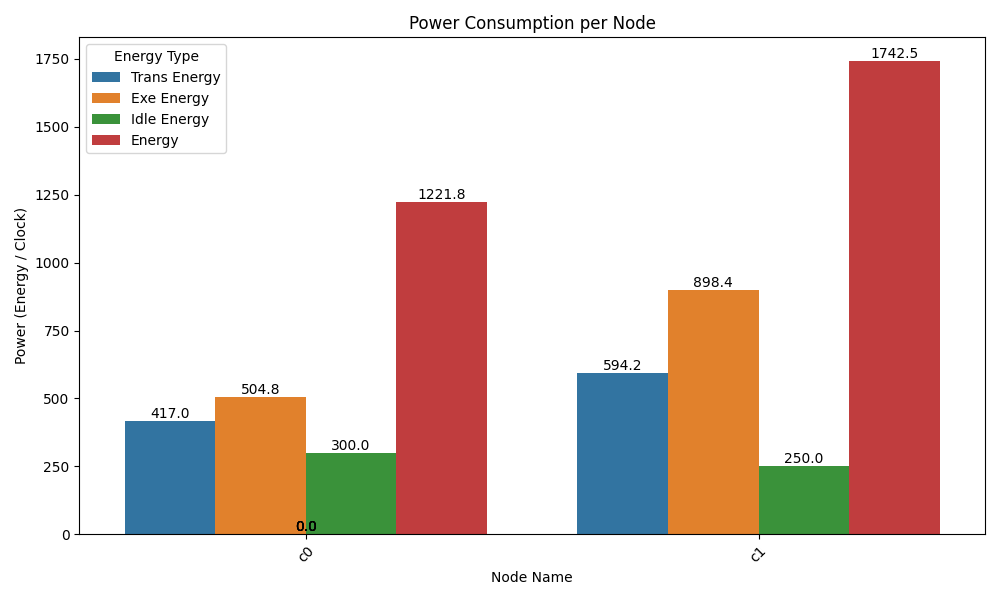 Power Consumption per Node
Energy Type
Trans Energy
Exe Energy
Idle Energy
Energy
Power (Energy / Clock)
1750
1500
1250
1000
750
500
250
0
417.0
504.8
300.0
1221.8
0.0
594.2
898.4
250.0
1742.5
c0
c1
Node Name